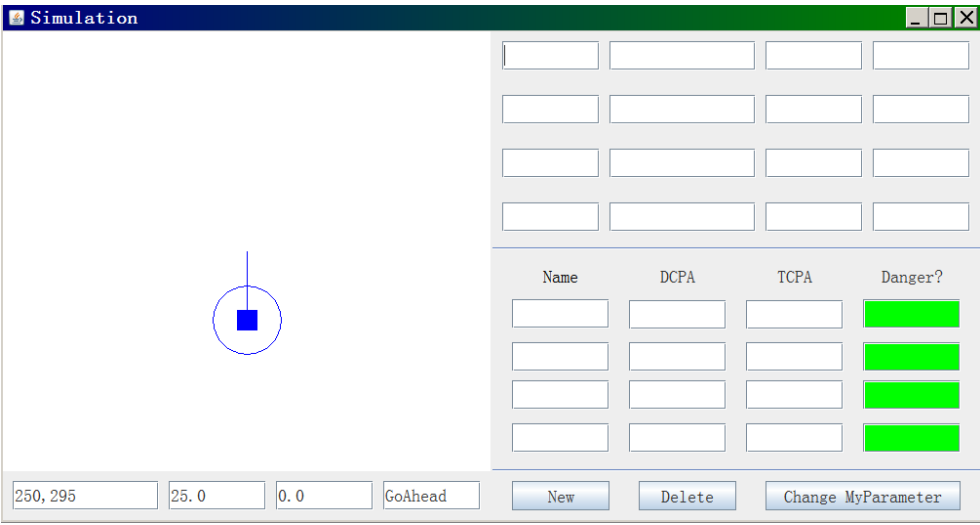 Simulation
Name DCPA TCPA Danger?
250,295 25.0 0.0 GoAhead New Delete Change MyParameter